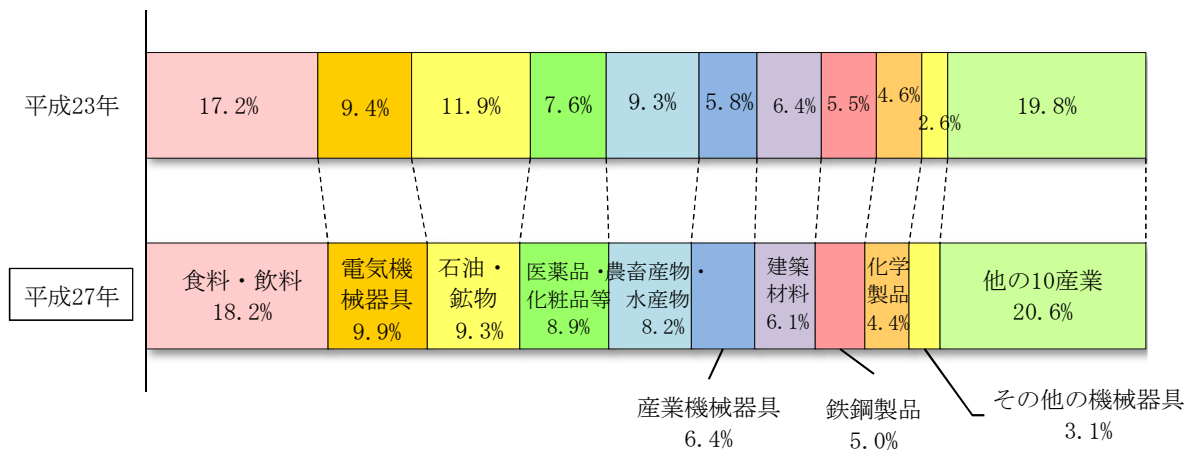 平成23年
17.2%
9.4%
11.9%
7.6%
9.3%
5.8%
6.4%
5.5%
4.6%
2.6%
19.8%
平成27年
食料・飲料
18.2%
電気機
械器具
9.9%
石油・
鉱物
9.3%
医薬品・
化粧品等
8.9%
農畜産物・
水産物
8.2%
建築
材料
6.1%
化学
製品
4.4%
他の10産業
20.6%
産業機械器具
6.4%
鉄鋼製品
5.0%
その他の機械器具
3.1%